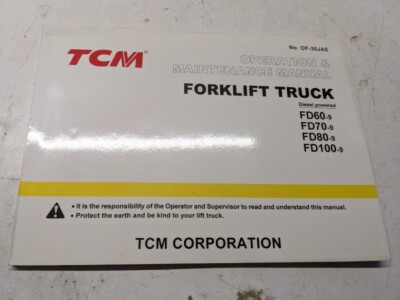 No. OF-30JAE
TCM®
OPERATION &
MAINTENANCE MANUAL
FORKLIFT TRUCK
Diesel powered
FD60-9
FD70-9
FD80-9
FD100-9
• It is the responsibility of the Operator and Supervisor to read and understand this manual.
• Protect the earth and be kind to your lift truck.
TCM CORPORATION